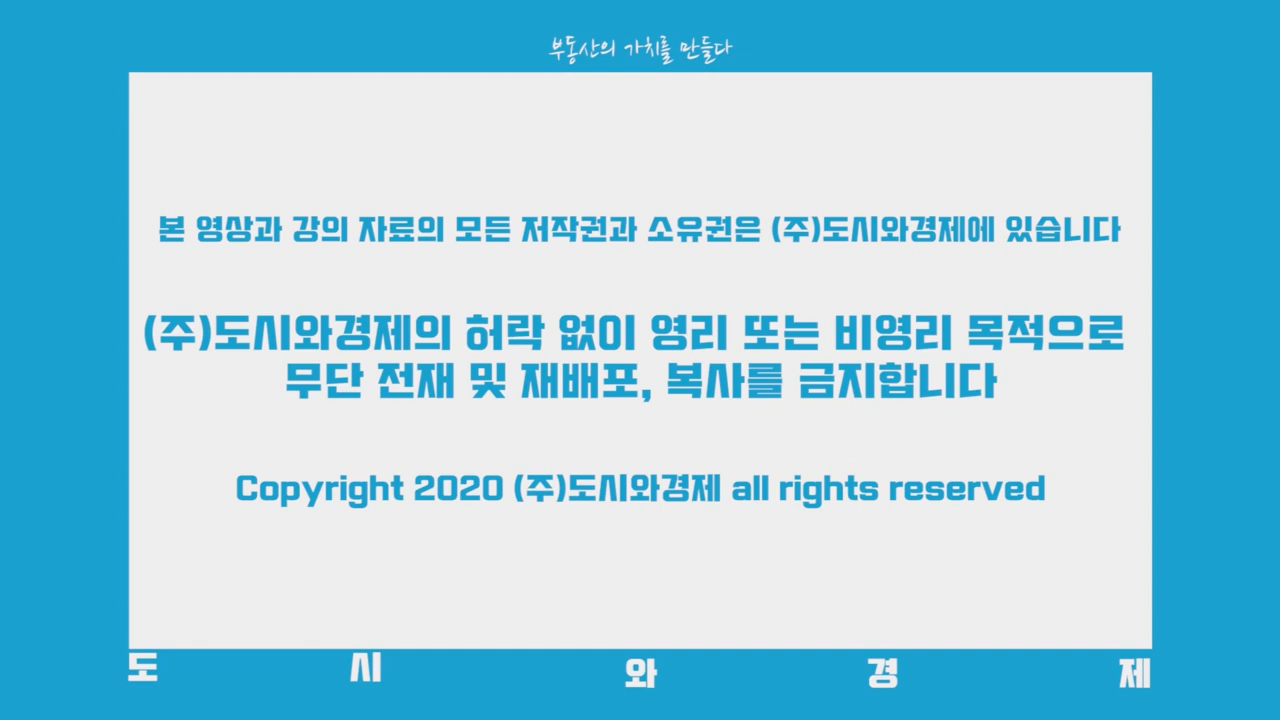 부동산의 가치를 만들다
본 영상과 강의 자료의 모든 저작권과 소유권은 (주)도시와경제에 있습니다
(주)도시와경제의 허락 없이 영리 또는 비영리 목적으로
무단 전재 및 재배포, 복사를 금지합니다
Copyright 2020 (주)도시와경제 all rights reserved
도 시 와 경 제